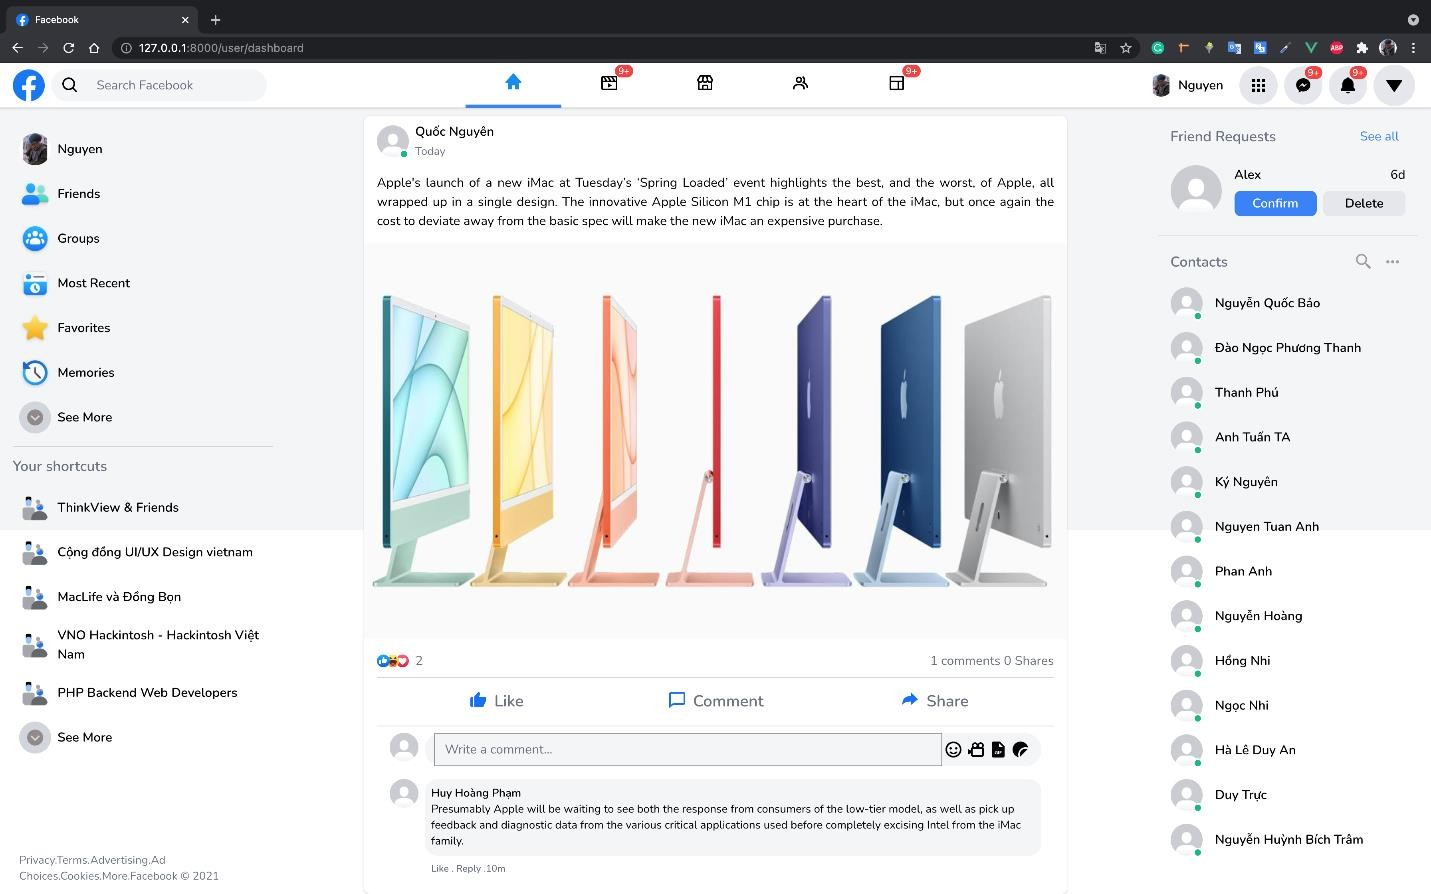 Facebook
127.0.0.1:8000/user/dashboard
ABP
Search Facebook
9+
9+
Nguyen
9+
9+
Nguyen
Friends
Groups
Most Recent
Favorites
Memories
See More
Your shortcuts
ThinkView & Friends
Cộng đồng UI/UX Design vietnam
MacLife và Đồng Bọn
VNO Hackintosh - Hackintosh Việt
Nam
PHP Backend Web Developers
See More
Privacy.Terms.Advertising.Ad
Choices.Cookies.More.Facebook © 2021
Quốc Nguyên
Today
Apple's launch of a new iMac at Tuesday's 'Spring Loaded' event highlights the best, and the worst, of Apple, all
wrapped up in a single design. The innovative Apple Silicon M1 chip is at the heart of the iMac, but once again the
cost to deviate away from the basic spec will make the new iMac an expensive purchase.
2
1 comments 0 Shares
Like
Comment
Share
Write a comment...
Huy Hoàng Phạm
Presumably Apple will be waiting to see both the response from consumers of the low-tier model, as well as pick up
feedback and diagnostic data from the various critical applications used before completely excising Intel from the iMac
family.
Like . Reply .10m
Friend Requests
See all
Alex
6d
Confirm
Delete
Contacts
Nguyễn Quốc Bảo
Đào Ngọc Phương Thanh
Thanh Phú
Anh Tuấn TA
Ký Nguyên
Nguyen Tuan Anh
Phan Anh
Nguyễn Hoàng
Hồng Nhi
Ngọc Nhi
Hà Lê Duy An
Duy Trực
Nguyễn Huỳnh Bích Trâm